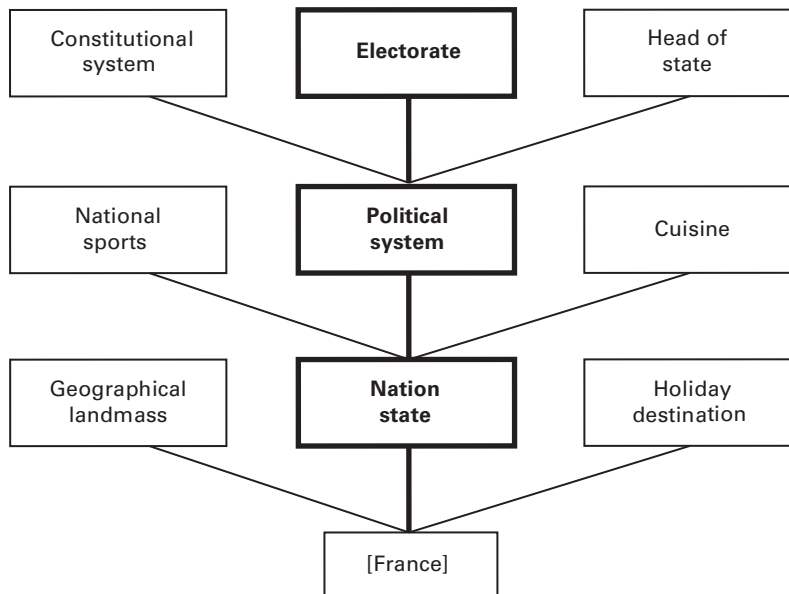 Constitutional
system
Electorate
Head of
state
National
sports
Political
system
Cuisine
Geographical
landmass
Nation
state
Holiday
destination
[France]